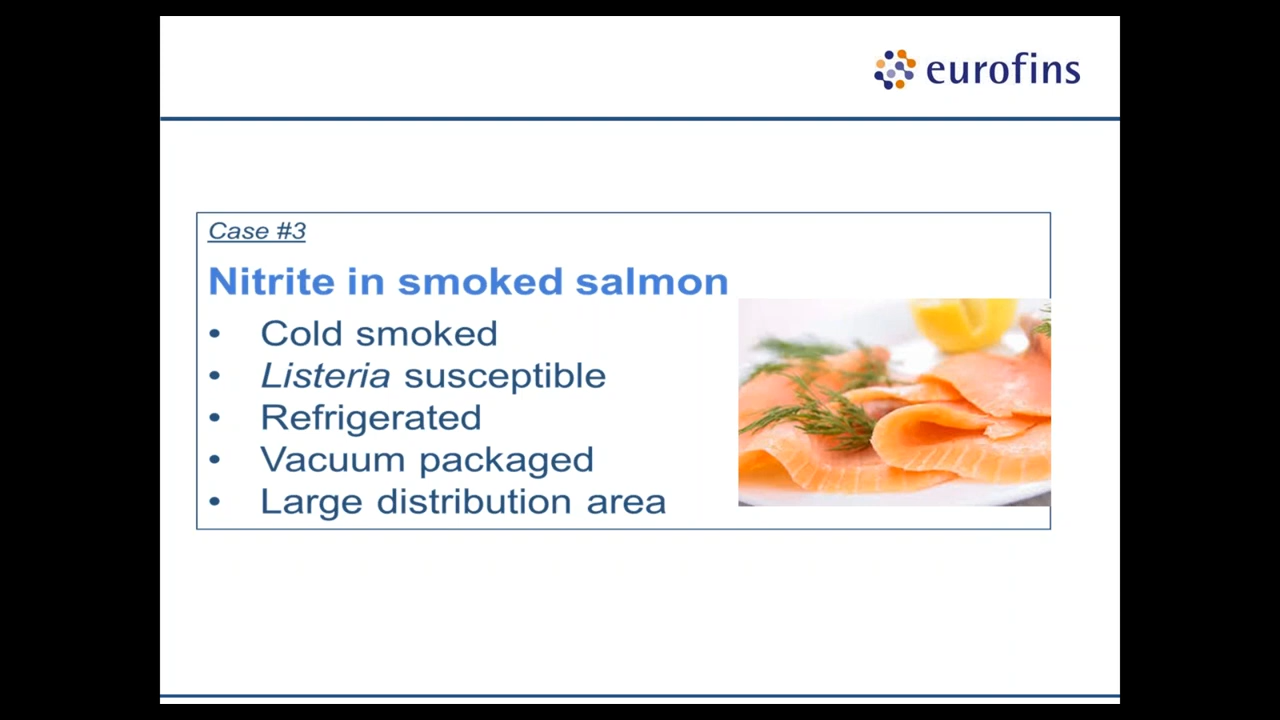 eurofins
Case #3
Nitrite in smoked salmon
• Cold smoked
• Listeria susceptible
• Refrigerated
• Vacuum packaged
• Large distribution area